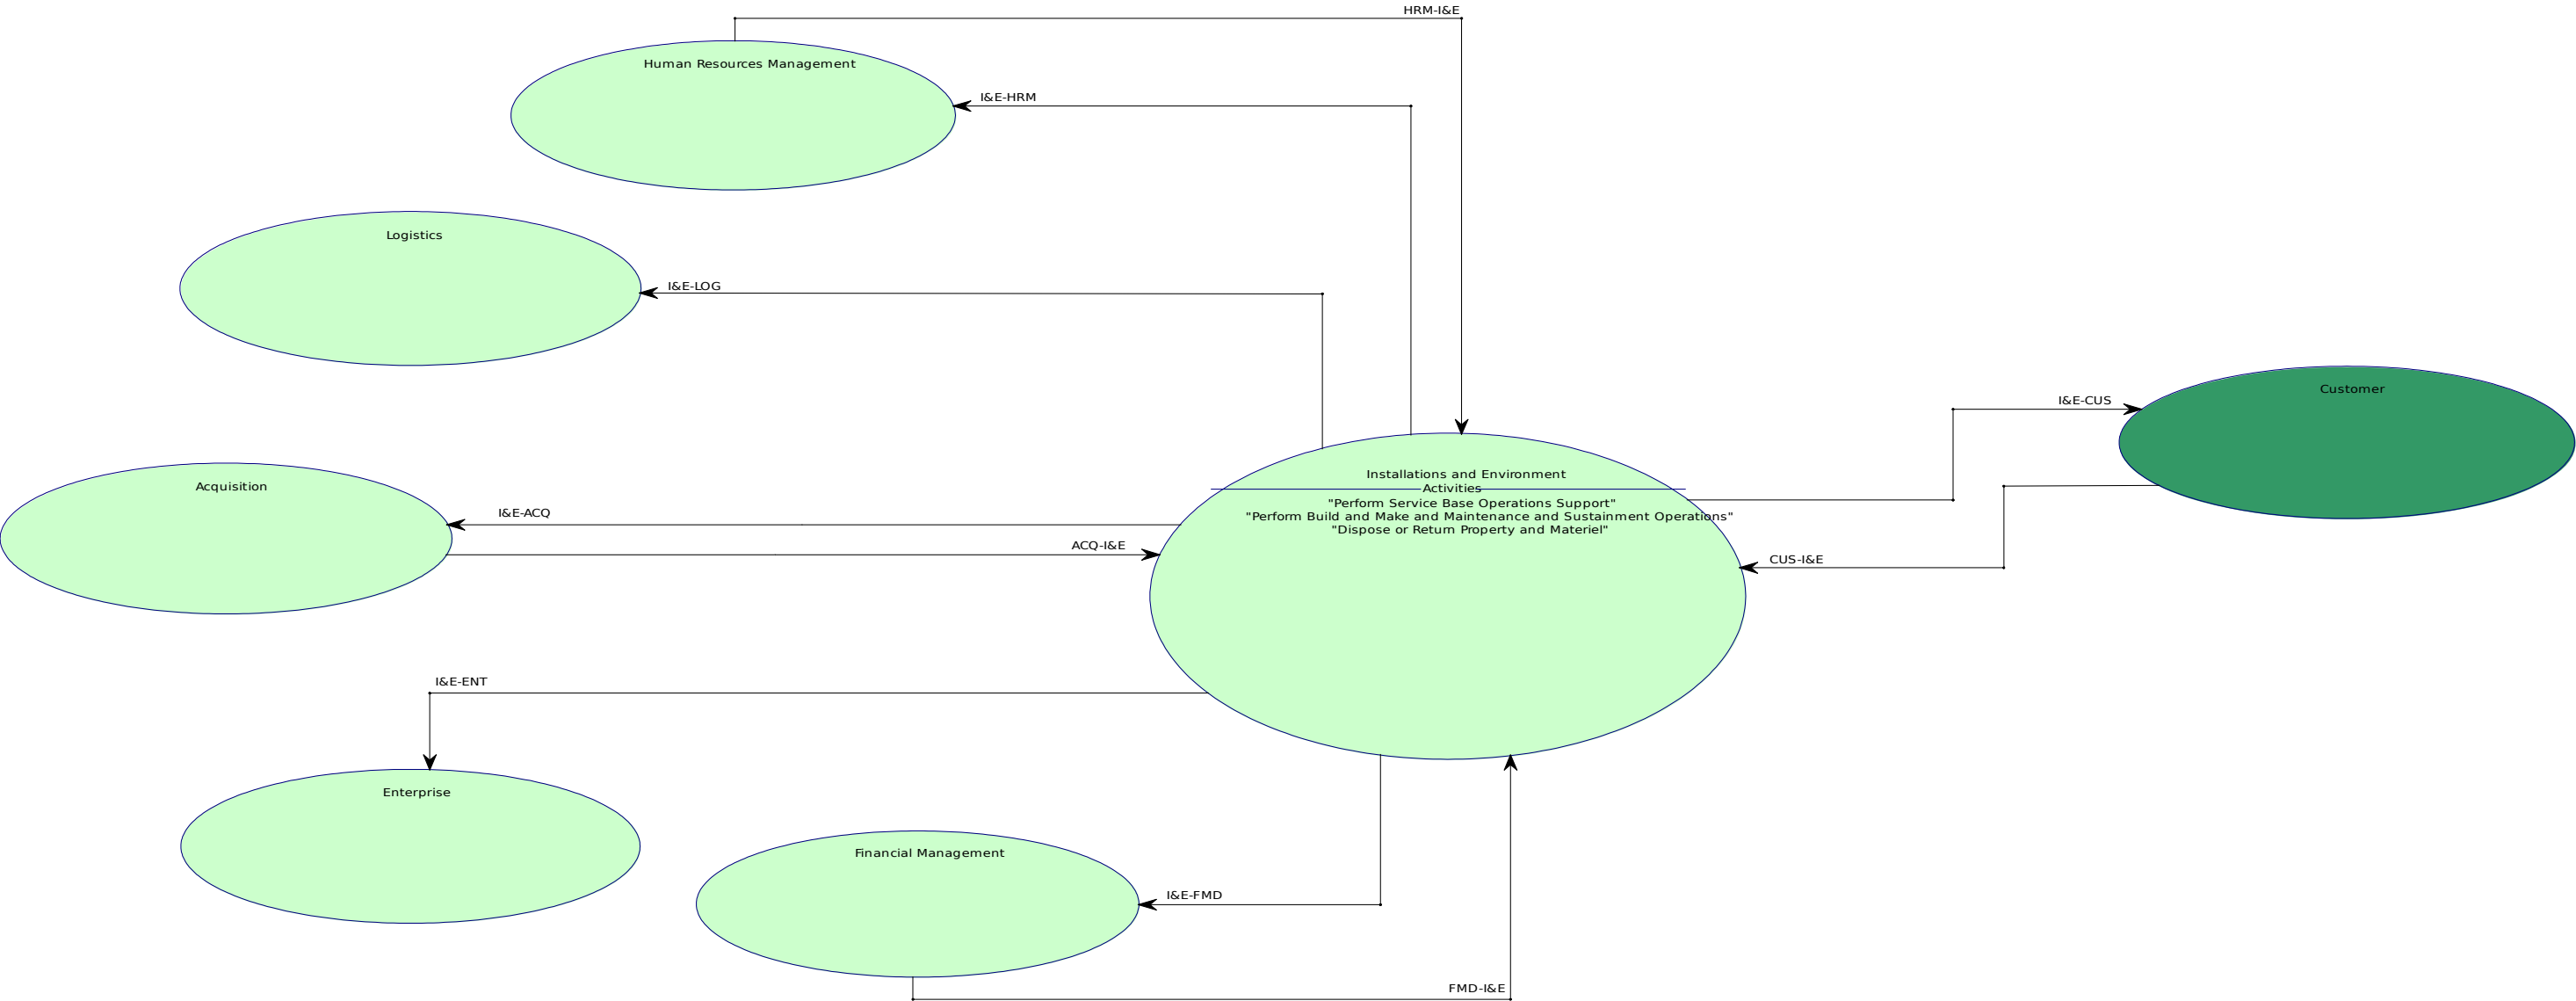 HRM-I&E
Human Resources Management
I&E-HRM
Logistics
I&E-LOG
Customer
I&E-CUS
Installations and Environment
Activities
"Perform Service Base Operations Support"
"Perform Build and Make and Maintenance and Sustainment Operations"
"Dispose or Return Property and Materiel"
Acquisition
I&E-ACQ
ACQ-I&E
CUS-I&E
I&E-ENT
Enterprise
Financial Management
I&E-FMD
FMD-I&E